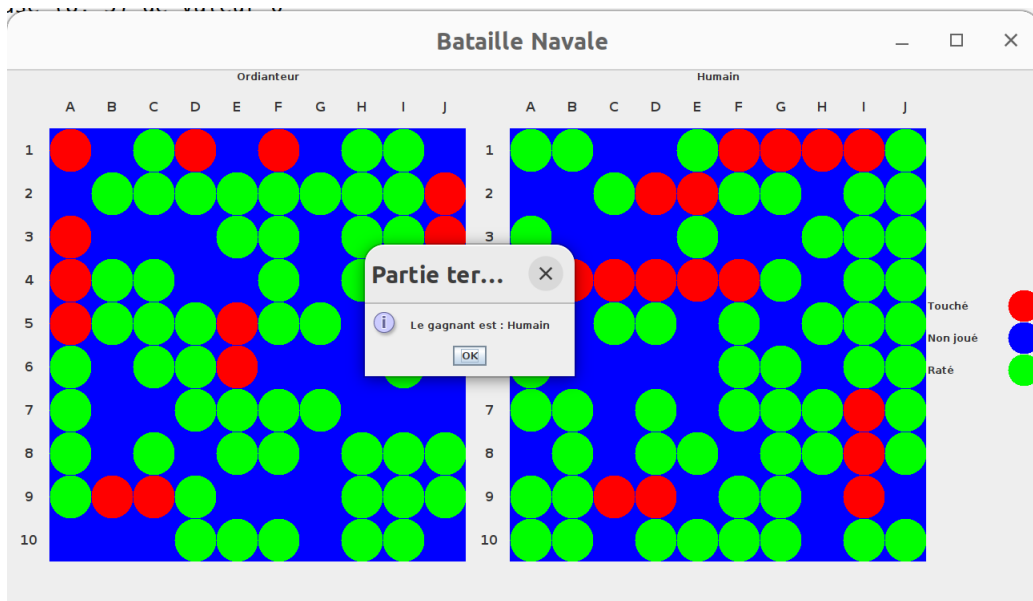 Bataille Navale
Ordianteur
Humain
A B C D E F G H I J
A B C D E F G H I J
1
1
2
2
3
3
4
Partie ter...
Touché
5
Le gagnant est : Humain
Non joué
OK
6
Raté
7
7
8
8
9
9
10
10